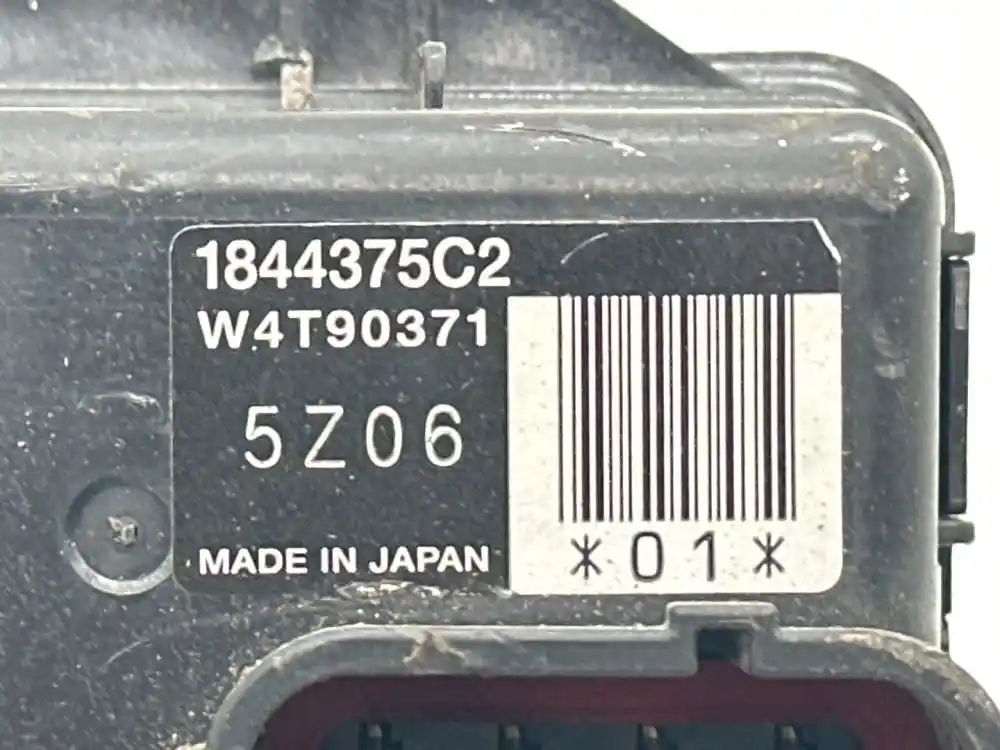 1844375C2
W4T90371
5Z06
MADE IN JAPAN
*01*